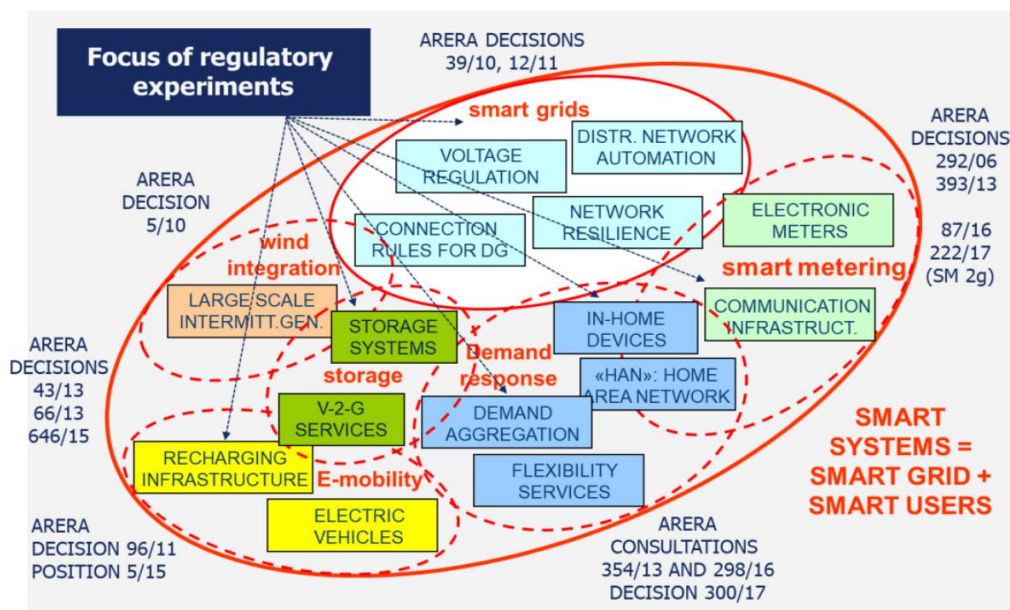 Focus of regulatory
experiments
ARERA DECISIONS
39/10, 12/11
smart grids
DISTR. NETWORK
AUTOMATION
VOLTAGE
REGULATION
ARERA
DECISIONS
292/06
393/13
87/16
222/17
(SM 2g)
ARERA
DECISION
5/10
CONNECTION
RULES FOR DG
NETWORK
RESILIENCE
ELECTRONIC
METERS
wind
integration
smart metering
LARGE SCALE
INTERMITT.GEN.
STORAGE
SYSTEMS
IN-HOME
DEVICES
COMMUNICATION
INFRASTRUCT.
ARERA
DECISIONS
43/13
66/13
646/15
storage
Demand
response
«HAN»: HOME
AREA NETWORK
V-2-G
SERVICES
DEMAND
AGGREGATION
SMART
SYSTEMS =
SMART GRID +
SMART USERS
RECHARGING
INFRASTRUCTURE
E-mobility
FLEXIBILITY
SERVICES
ELECTRIC
VEHICLES
ARERA
DECISION 96/11
POSITION 5/15
ARERA
CONSULTATIONS
354/13 AND 298/16
DECISION 300/17